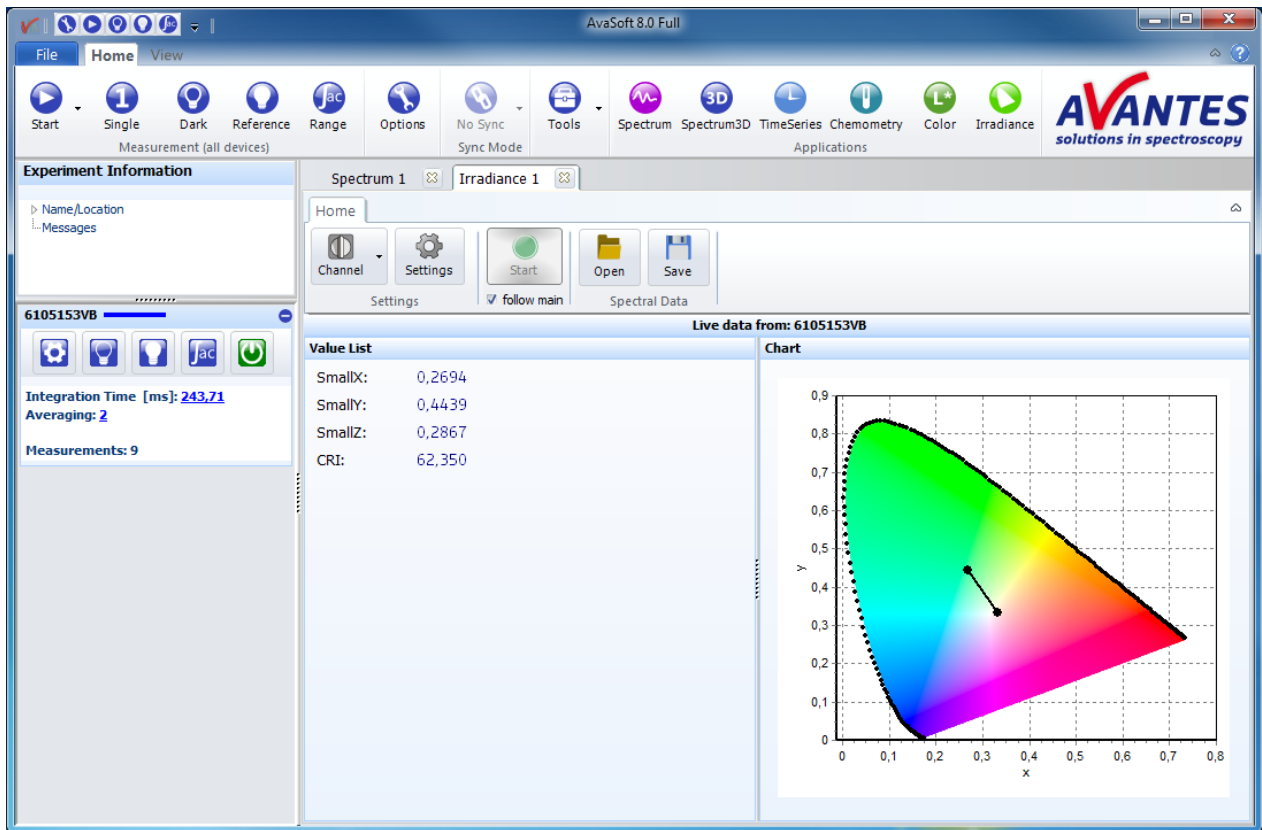 AvaSoft 8.0 Full
File Home View
Start Single Dark Reference Range Options No Sync Tools Spectrum Spectrum3D TimeSeries Chemometry Color Irradiance
Measurement (all devices) Sync Mode Applications
AVANTES
solutions in spectroscopy
Experiment Information
Name/Location
Messages
6105153VB
Integration Time [ms]: 243,71
Averaging: 2
Measurements: 9
Spectrum 1 Irradiance 1
Home
Channel Settings Start Open Save
Settings follow main Spectral Data
Live data from: 6105153VB
Value List
SmallX: 0,2694
SmallY: 0,4439
SmallZ: 0,2867
CRI: 62,350
Chart
0,9
0,8
0,7
0,6
0,5
0,4
0,3
0,2
0,1
0
y
0 0,1 0,2 0,3 0,4 0,5 0,6 0,7 0,8
x